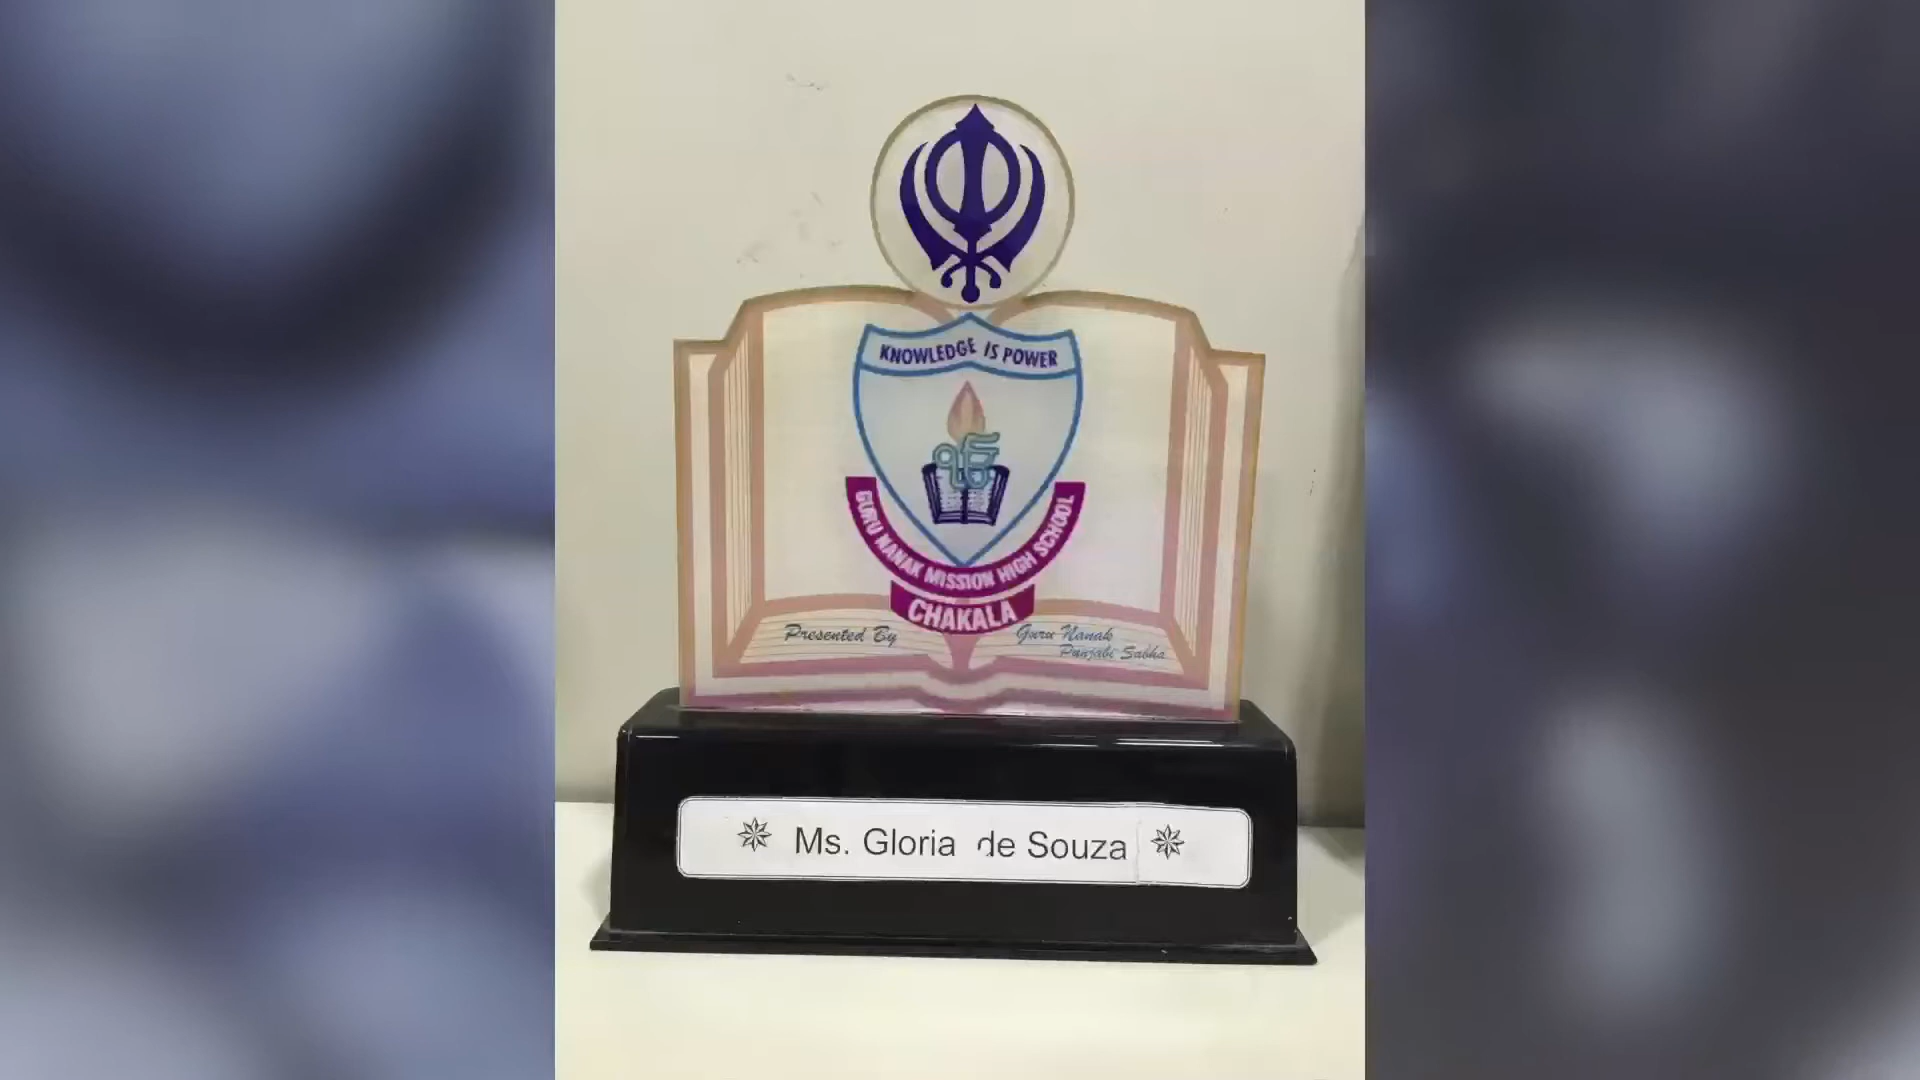 KNOWLEDGE IS POWER
ੴ
GURU NANAK MISSION HIGH SCHOOL
CHAKALA
Presented By
Guru Nanak
Punjabi Sabha
Ms. Gloria de Souza